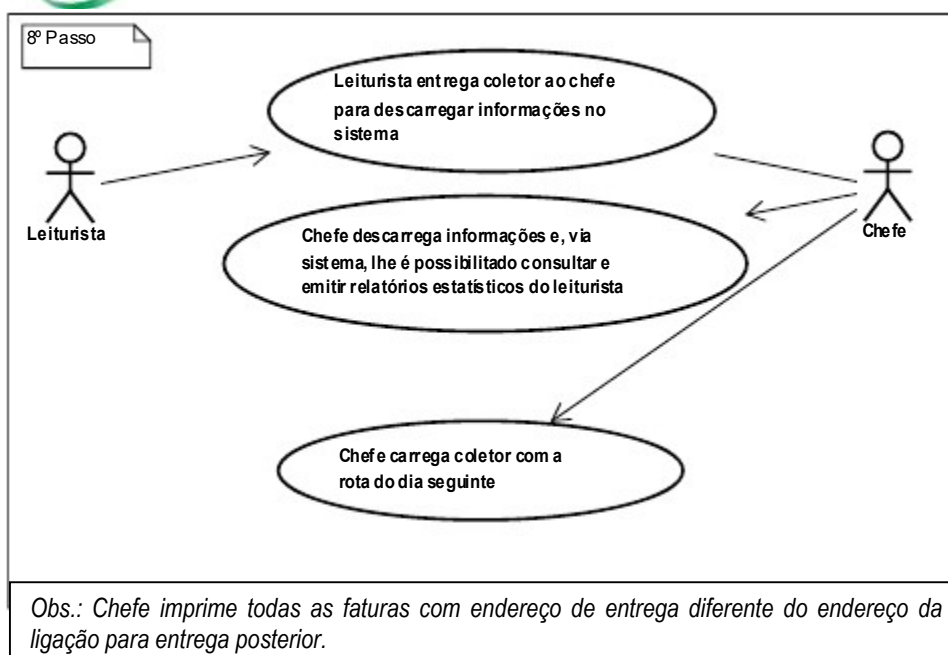 8º Passo
Leiturista entrega coletor ao chefe
para descarregar informações no
sistema
Leiturista
Chefe
Chefe descarrega informações e, via
sistema, lhe é possibilitado consultar e
emitir relatórios estatísticos do leiturista
Chefe carrega coletor com a
rota do dia seguinte
Obs.: Chefe imprime todas as faturas com endereço de entrega diferente do endereço da
ligação para entrega posterior.